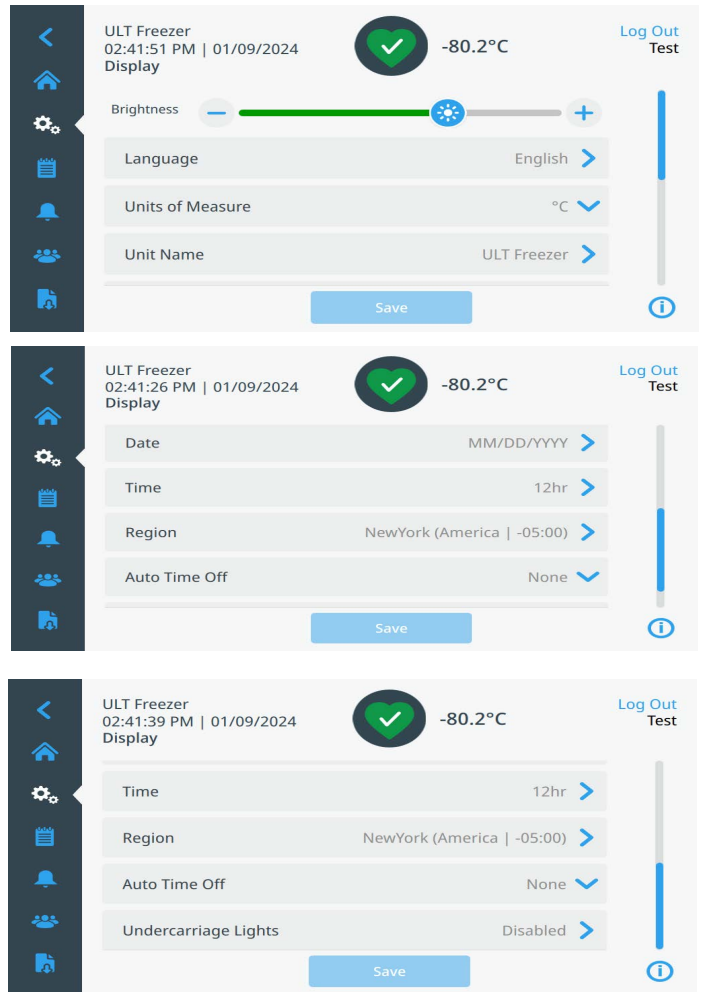 ULT Freezer
02:41:51 PM | 01/09/2024
Display
-80.2°C
Log Out
Test
Brightness
Language English
Units of Measure °C
Unit Name ULT Freezer
Save
ULT Freezer
02:41:26 PM | 01/09/2024
Display
-80.2°C
Log Out
Test
Date MM/DD/YYYY
Time 12hr
Region NewYork (America | -05:00)
Auto Time Off None
Save
ULT Freezer
02:41:39 PM | 01/09/2024
Display
-80.2°C
Log Out
Test
Time 12hr
Region NewYork (America | -05:00)
Auto Time Off None
Undercarriage Lights Disabled
Save